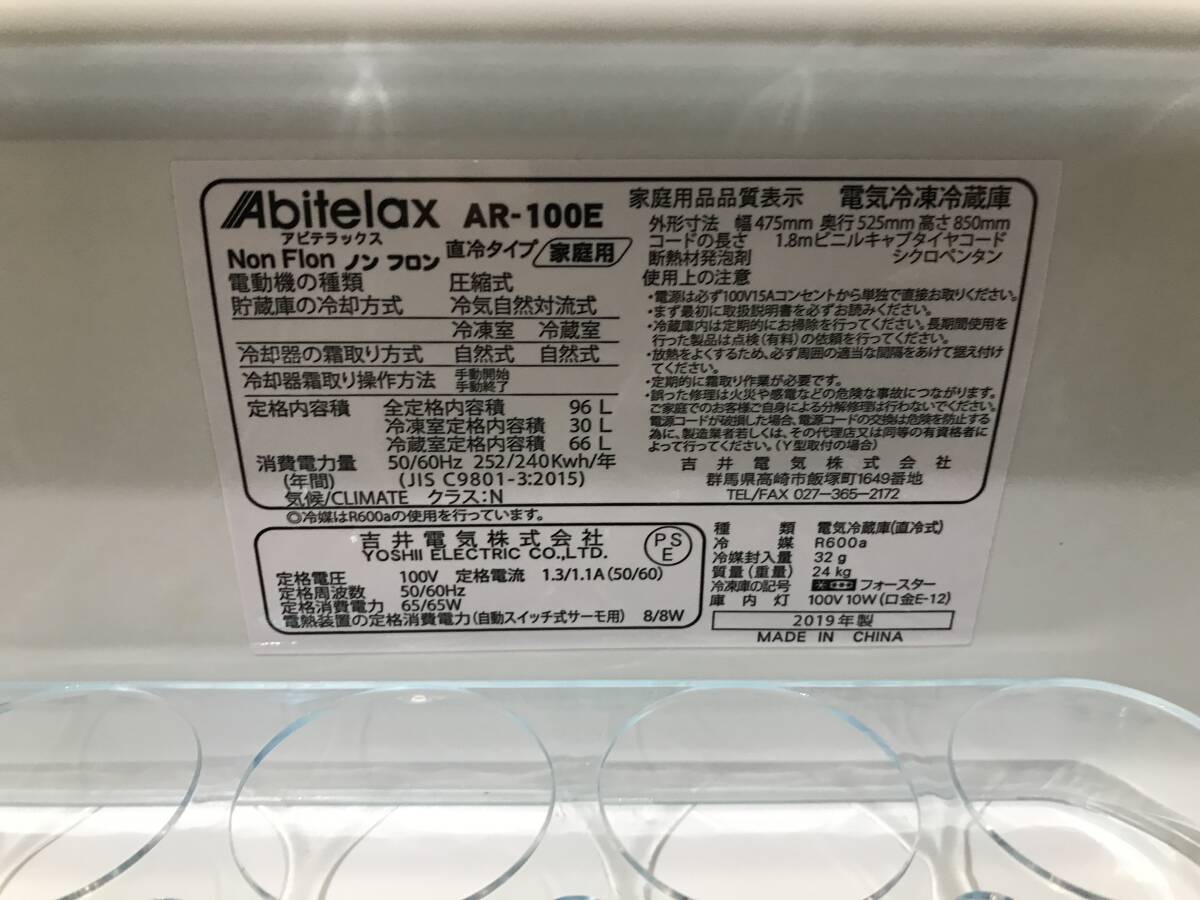 Abitelax AR-100E
アビテラックス
Non Flon ノン フロン 直冷タイプ/家庭用
電動機の種類 圧縮式
貯蔵庫の冷却方式 冷気自然対流式
冷凍室 冷蔵室
冷却器の霜取り方式 自然式 自然式
冷却器霜取り操作方法 手動開始
手動終了
定格内容積 全定格内容積 96 L
冷凍室定格内容積 30 L
冷蔵室定格内容積 66 L
消費電力量 50/60Hz 252/240Kwh/年
(年間) (JIS C9801-3:2015)
気候/CLIMATE クラス:N
◎冷媒はR600aの使用を行っています。
家庭用品品質表示 電気冷凍冷蔵庫
外形寸法 幅475mm 奥行525mm 高さ850mm
コードの長さ 1.8mビニルキャブタイヤコード
断熱材発泡剤 シクロペンタン
使用上の注意
・電源は必ず100V15Aコンセントから単独で直接お取りください。
・まず最初に取扱説明書を必ずお読みください。
・冷蔵庫内は定期的にお掃除を行ってください。長期間使用を
行った製品は点検(有料)の依頼を行ってください。
・放熱をよくするため、必ず周囲の適当な間隔をあけて据え付け
てください。
・定期的に霜取り作業が必要です。
・誤った修理は火災や感電などの危険な事故につながります。
ご家庭でのお客様ご自身による分解修理は行わないでください。
電源コードが破損した場合、電源コードの交換は危険を防止する
為に、製造業者若しくは、その代理店又は同等の有資格者によ
って行ってください。(Y型取付の場合)
吉井電気株式会社
群馬県高崎市飯塚町1649番地
TEL/FAX 027-365-2172
吉井電気株式会社
YOSHII ELECTRIC CO.,LTD.
PSE
定格電圧 100V 定格電流 1.3/1.1A(50/60)
定格周波数 50/60Hz
定格消費電力 65/65W
電熱装置の定格消費電力(自動スイッチ式サーモ用) 8/8W
種類 電気冷蔵庫(直冷式)
冷媒 R600a
冷媒封入量 32g
質量(重量) 24kg
冷凍庫の記号 フォースター
庫内灯 100V 10W(口金E-12)
2019年製
MADE IN CHINA